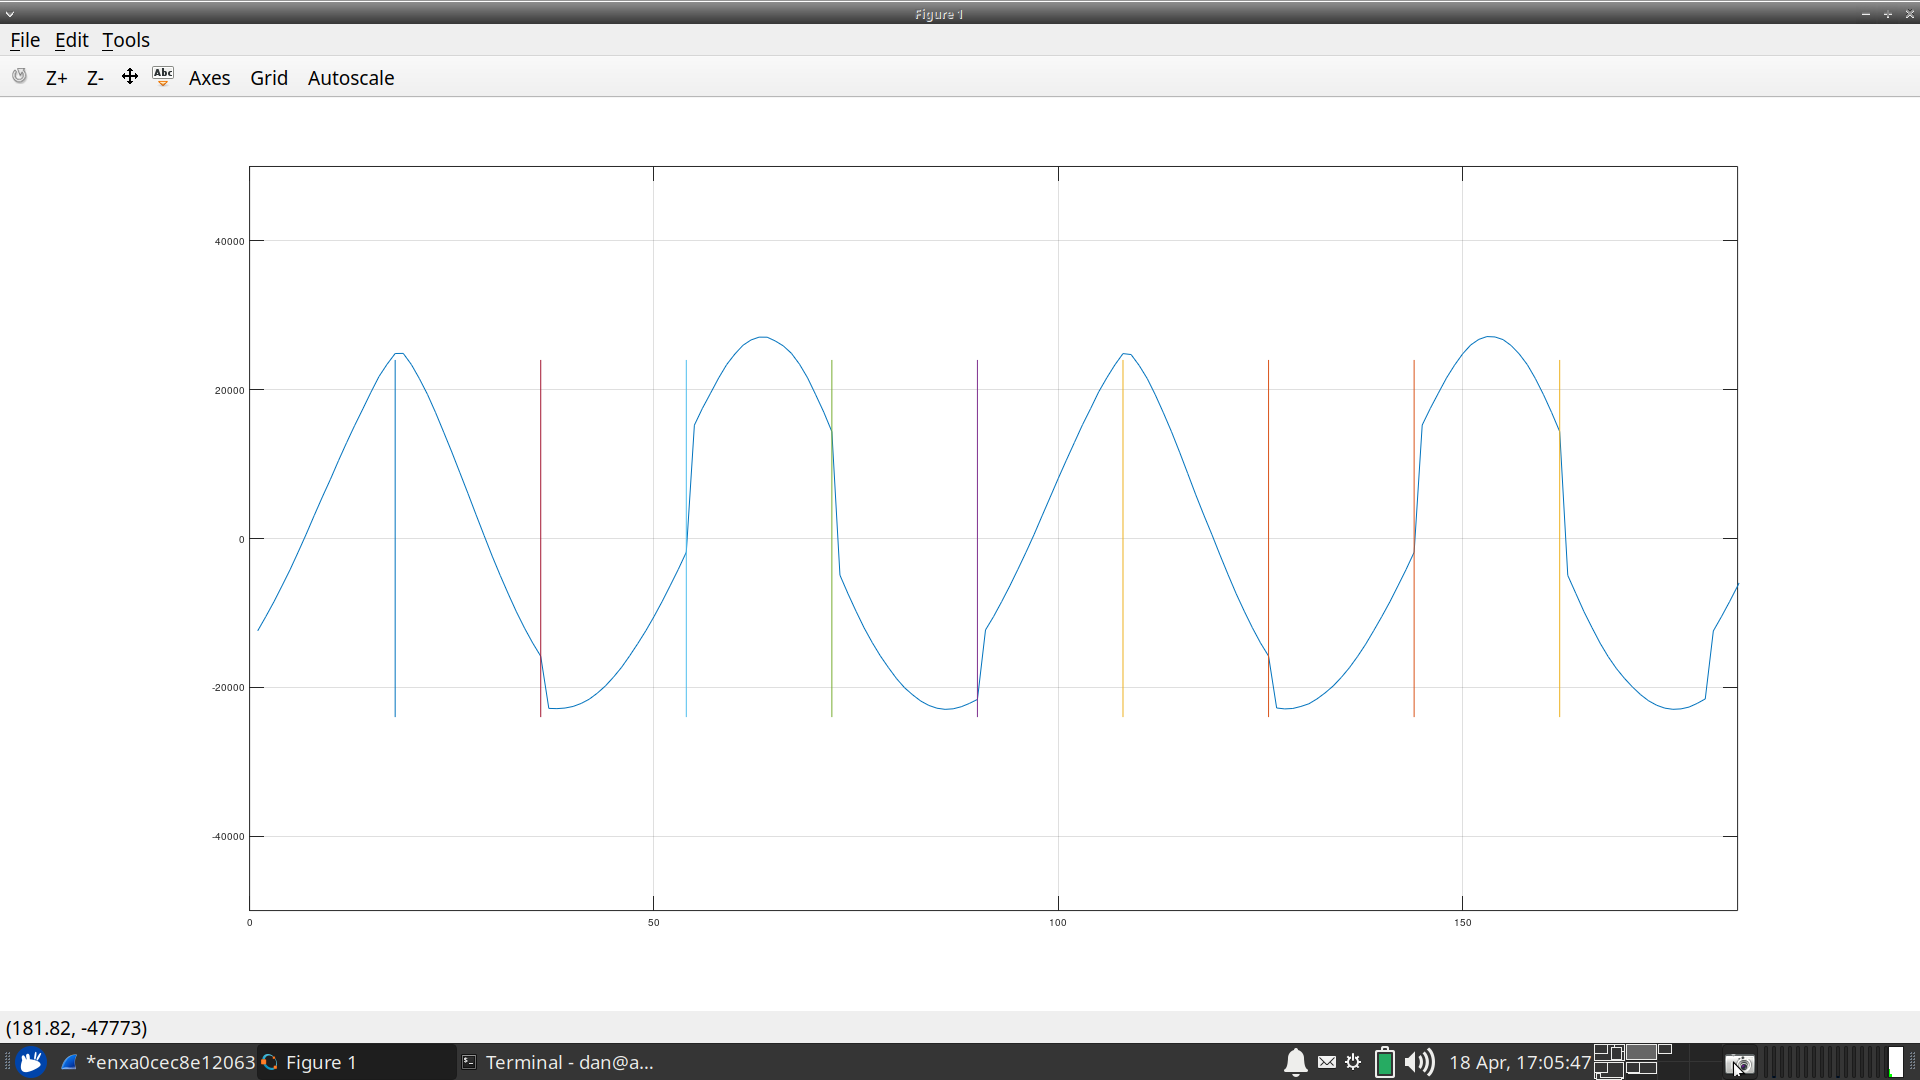 Figure 1
File Edit Tools
Z+ Z- Abc Axes Grid Autoscale
40000
20000
0
-20000
-40000
0 50 100 150
(181.82, -47773)
*enxa0cec8e12063 Figure 1 Terminal - dan@a... 18 Apr, 17:05:47